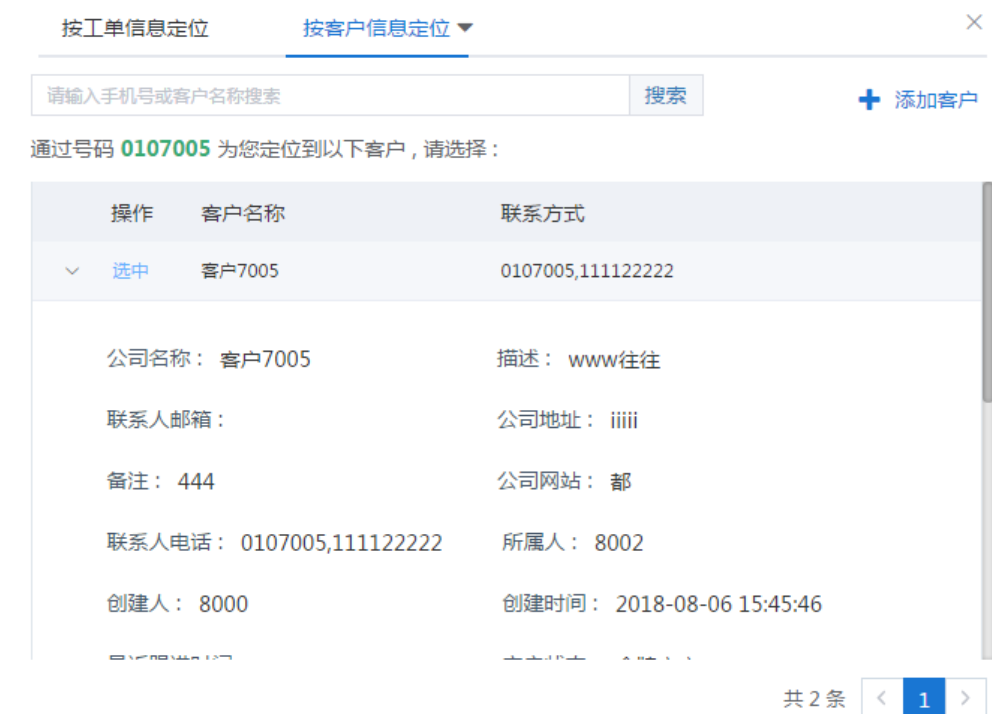 按工单信息定位 按客户信息定位
请输入手机号或客户名称搜索 搜索 添加客户
通过号码 0107005 为您定位到以下客户，请选择：
操作 客户名称 联系方式
选中 客户7005 0107005,111122222
公司名称： 客户7005 描述： www往往
联系人邮箱： 公司地址： iiiii
备注： 444 公司网站： 都
联系人电话： 0107005,111122222 所属人： 8002
创建人： 8000 创建时间： 2018-08-06 15:45:46
共 2 条 1